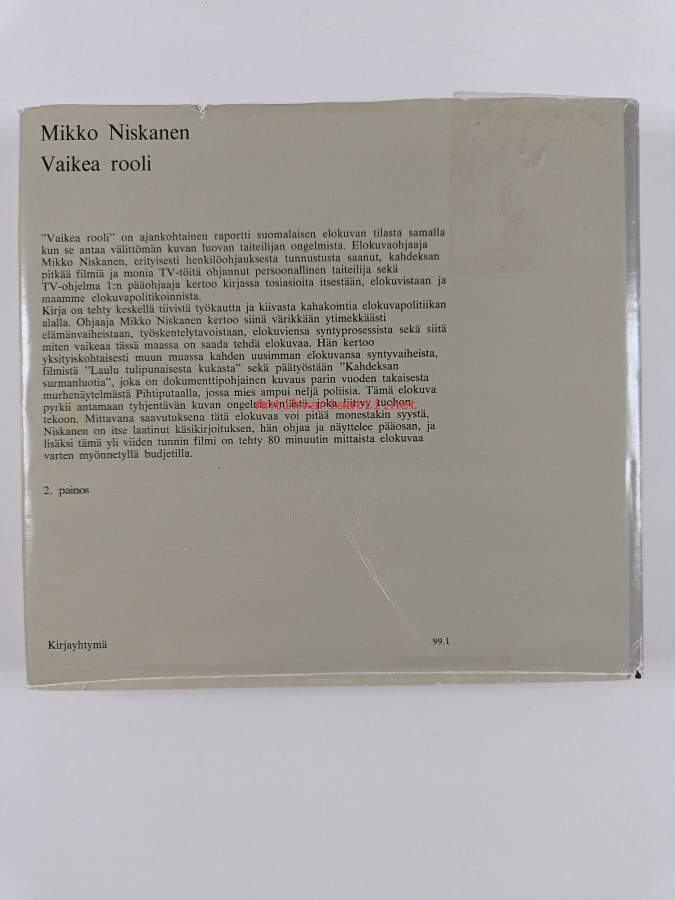 Mikko Niskanen
Vaikea rooli
"Vaikea rooli" on ajankohtainen raportti suomalaisen elokuvan tilasta samalla
kun se antaa välittömän kuvan luovan taiteilijan ongelmista. Elokuvaohjaaja
Mikko Niskanen, erityisesti henkilöohjauksesta tunnustusta saanut, kahdeksan
pitkää filmiä ja monia TV-töitä ohjannut persoonallinen taiteilija sekä
TV-ohjelma 1:n pääohjaaja kertoo kirjassa tosiasioita itsestään, elokuvistaan ja
maamme elokuvapolitikoinnista.
Kirja on tehty keskellä tiivistä työkautta ja kiivasta kahakointia elokuvapolitiikan
alalla. Ohjaaja Mikko Niskanen kertoo siinä värikkään ytimekkäästi
elämänvaiheistaan, työskentelytavoistaan, elokuviensa syntyprosessista sekä siitä
miten vaikeaa tässä maassa on saada tehdä elokuvaa. Hän kertoo
yksityiskohtaisesti muun muassa kahden uusimman elokuvansa syntyvaiheista,
filmistä "Laulu tulipunaisesta kukasta" sekä päätyöstään "Kahdeksan
surmanluotia", joka on dokumenttipohjainen kuvaus parin vuoden takaisesta
murhenäytelmästä Pihtiputaalla, jossa mies ampui neljä poliisia. Tämä elokuva
pyrkii antamaan tyhjentävän kuvan ongelmakentästä, joka liittyy tuohon
tekoon. Mittavana saavutuksena tätä elokuvaa voi pitää monestakin syystä,
Niskanen on itse laatinut käsikirjoituksen, hän ohjaa ja näyttelee pääosan, ja
lisäksi tämä yli viiden tunnin filmi on tehty 80 minuutin mittaista elokuvaa
varten myönnetyllä budjetilla.
2. painos
Kirjayhtymä 99.1